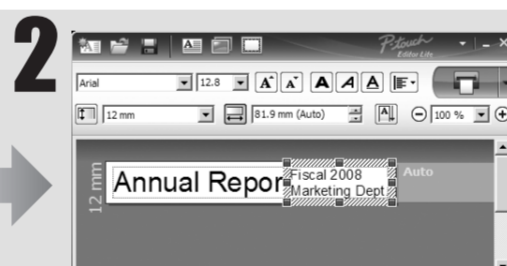 2
P-touch
Editor Lite
Arial
12.8
A A A A A
12 mm
81.9 mm (Auto)
A
100 %
12 mm
Annual Repor
Fiscal 2008
Marketing Dept
Auto